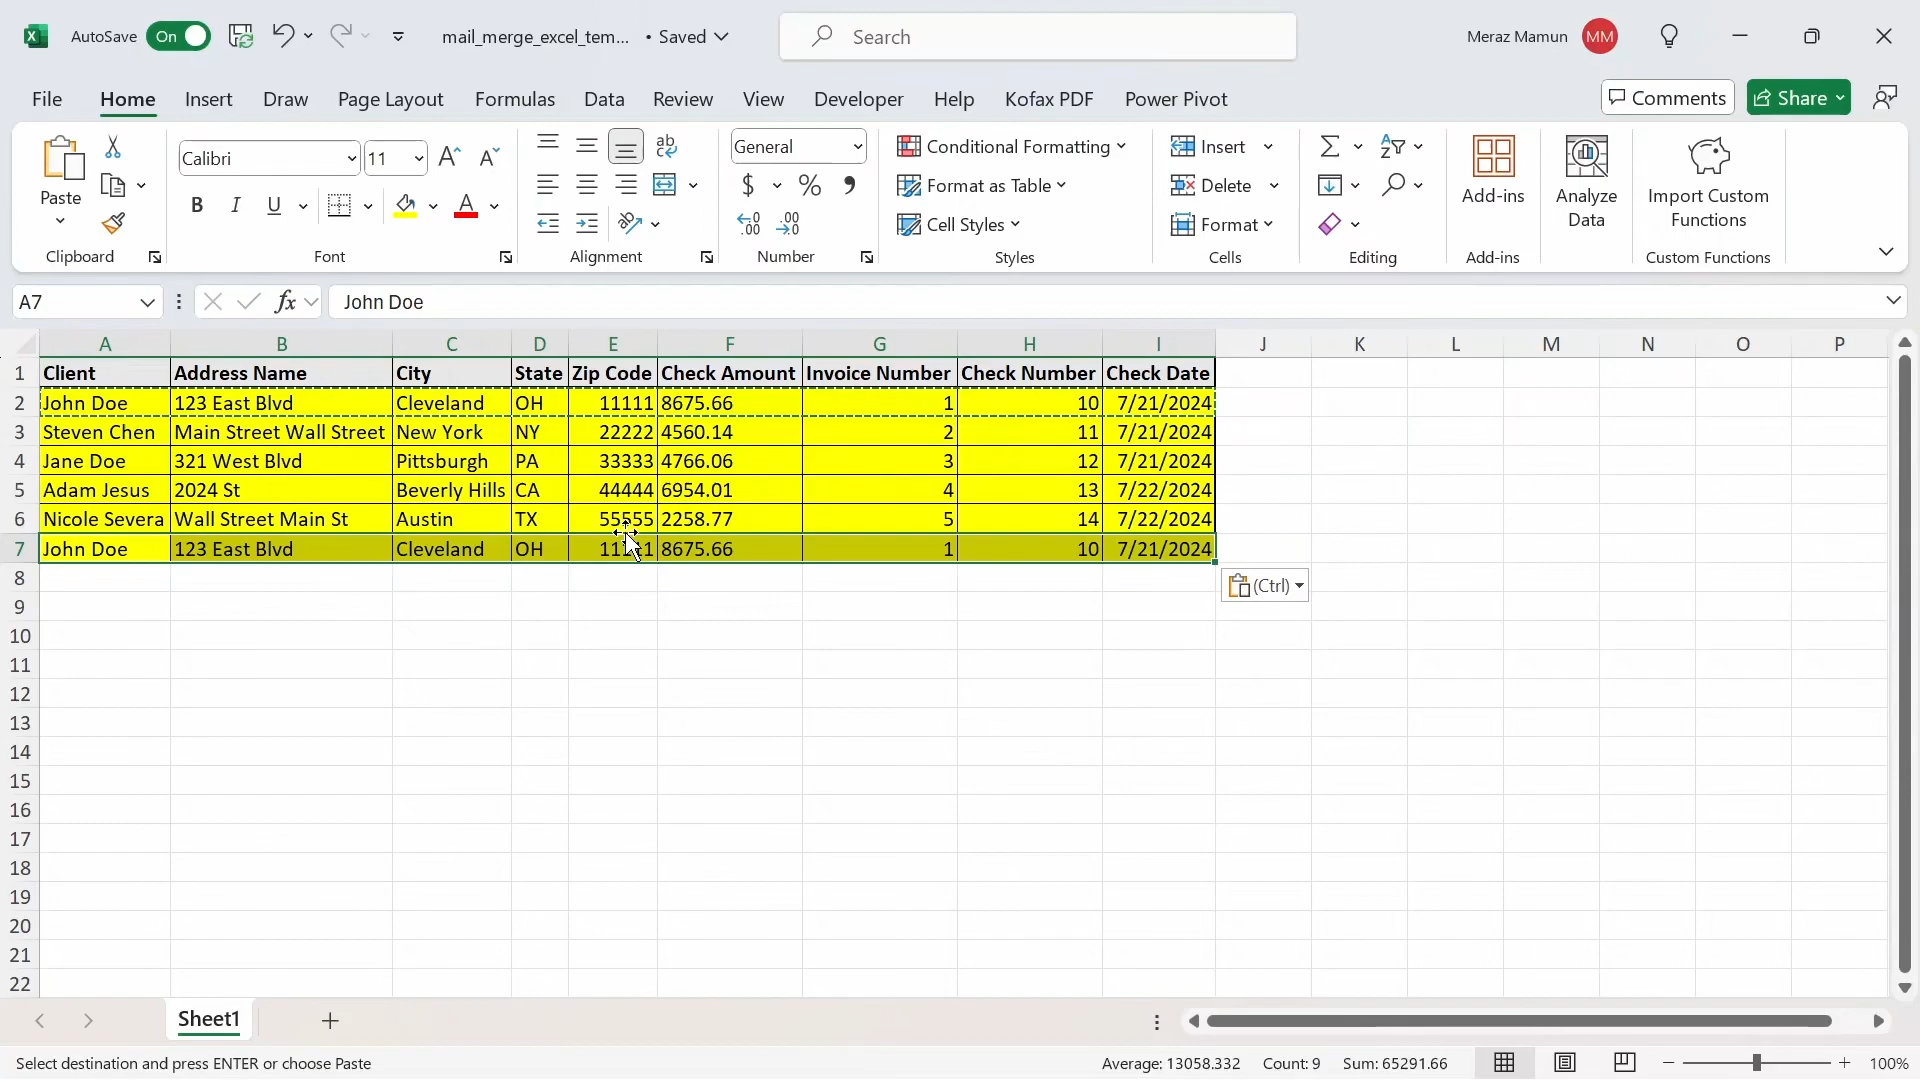 AutoSave On mail_merge_excel_tem... • Saved Search Meraz Mamun MM
File Home Insert Draw Page Layout Formulas Data Review View Developer Help Kofax PDF Power Pivot Comments Share
Paste Calibri 11 General Conditional Formatting Insert Add-ins Analyze Data Import Custom Functions
Format as Table Delete
B I U Cell Styles Format
Clipboard Font Alignment Number Styles Cells Editing Add-ins Custom Functions
A7 fx John Doe
A B C D E F G H I J K L M N O P
1 Client Address Name City State Zip Code Check Amount Invoice Number Check Number Check Date
2 John Doe 123 East Blvd Cleveland OH 11111 8675.66 1 10 7/21/2024
3 Steven Chen Main Street Wall Street New York NY 22222 4560.14 2 11 7/21/2024
4 Jane Doe 321 West Blvd Pittsburgh PA 33333 4766.06 3 12 7/21/2024
5 Adam Jesus 2024 St Beverly Hills CA 44444 6954.01 4 13 7/22/2024
6 Nicole Severa Wall Street Main St Austin TX 55555 2258.77 5 14 7/22/2024
7 John Doe 123 East Blvd Cleveland OH 11111 8675.66 1 10 7/21/2024
8 (Ctrl)
9
10
11
12
13
14
15
16
17
18
19
20
21
22
Sheet1
Select destination and press ENTER or choose Paste Average: 13058.332 Count: 9 Sum: 65291.66 100%